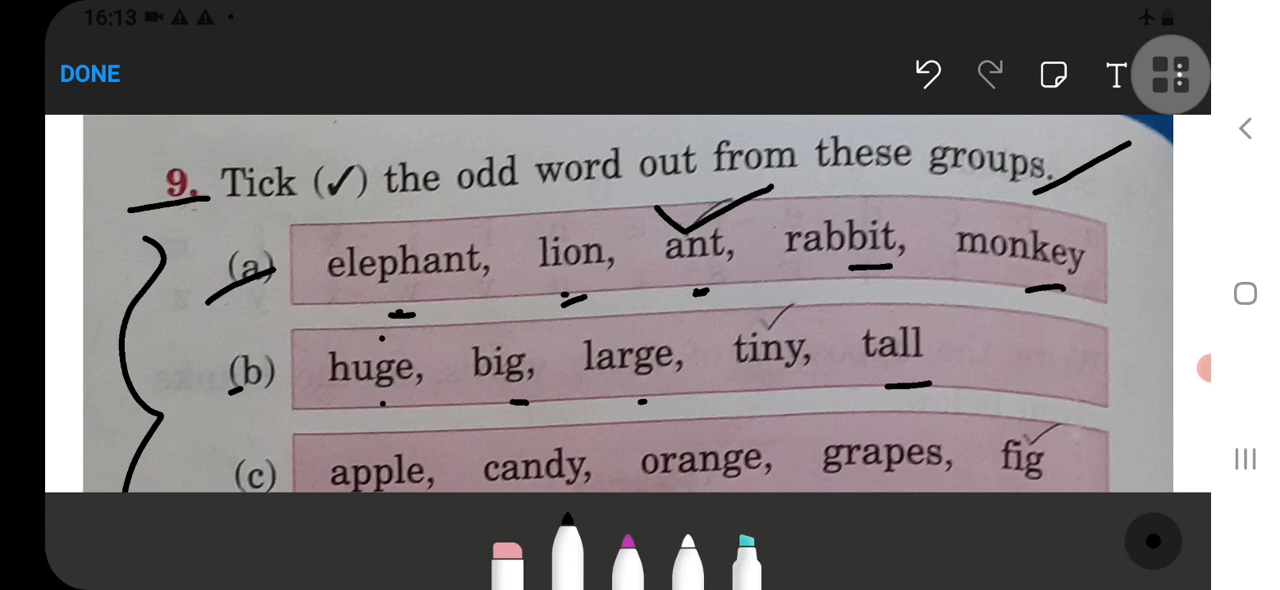 16:13
DONE
T
9. Tick (✓) the odd word out from these groups.
(a) elephant, lion, ant, rabbit, monkey
(b) huge, big, large, tiny, tall
(c) apple, candy, orange, grapes, fig